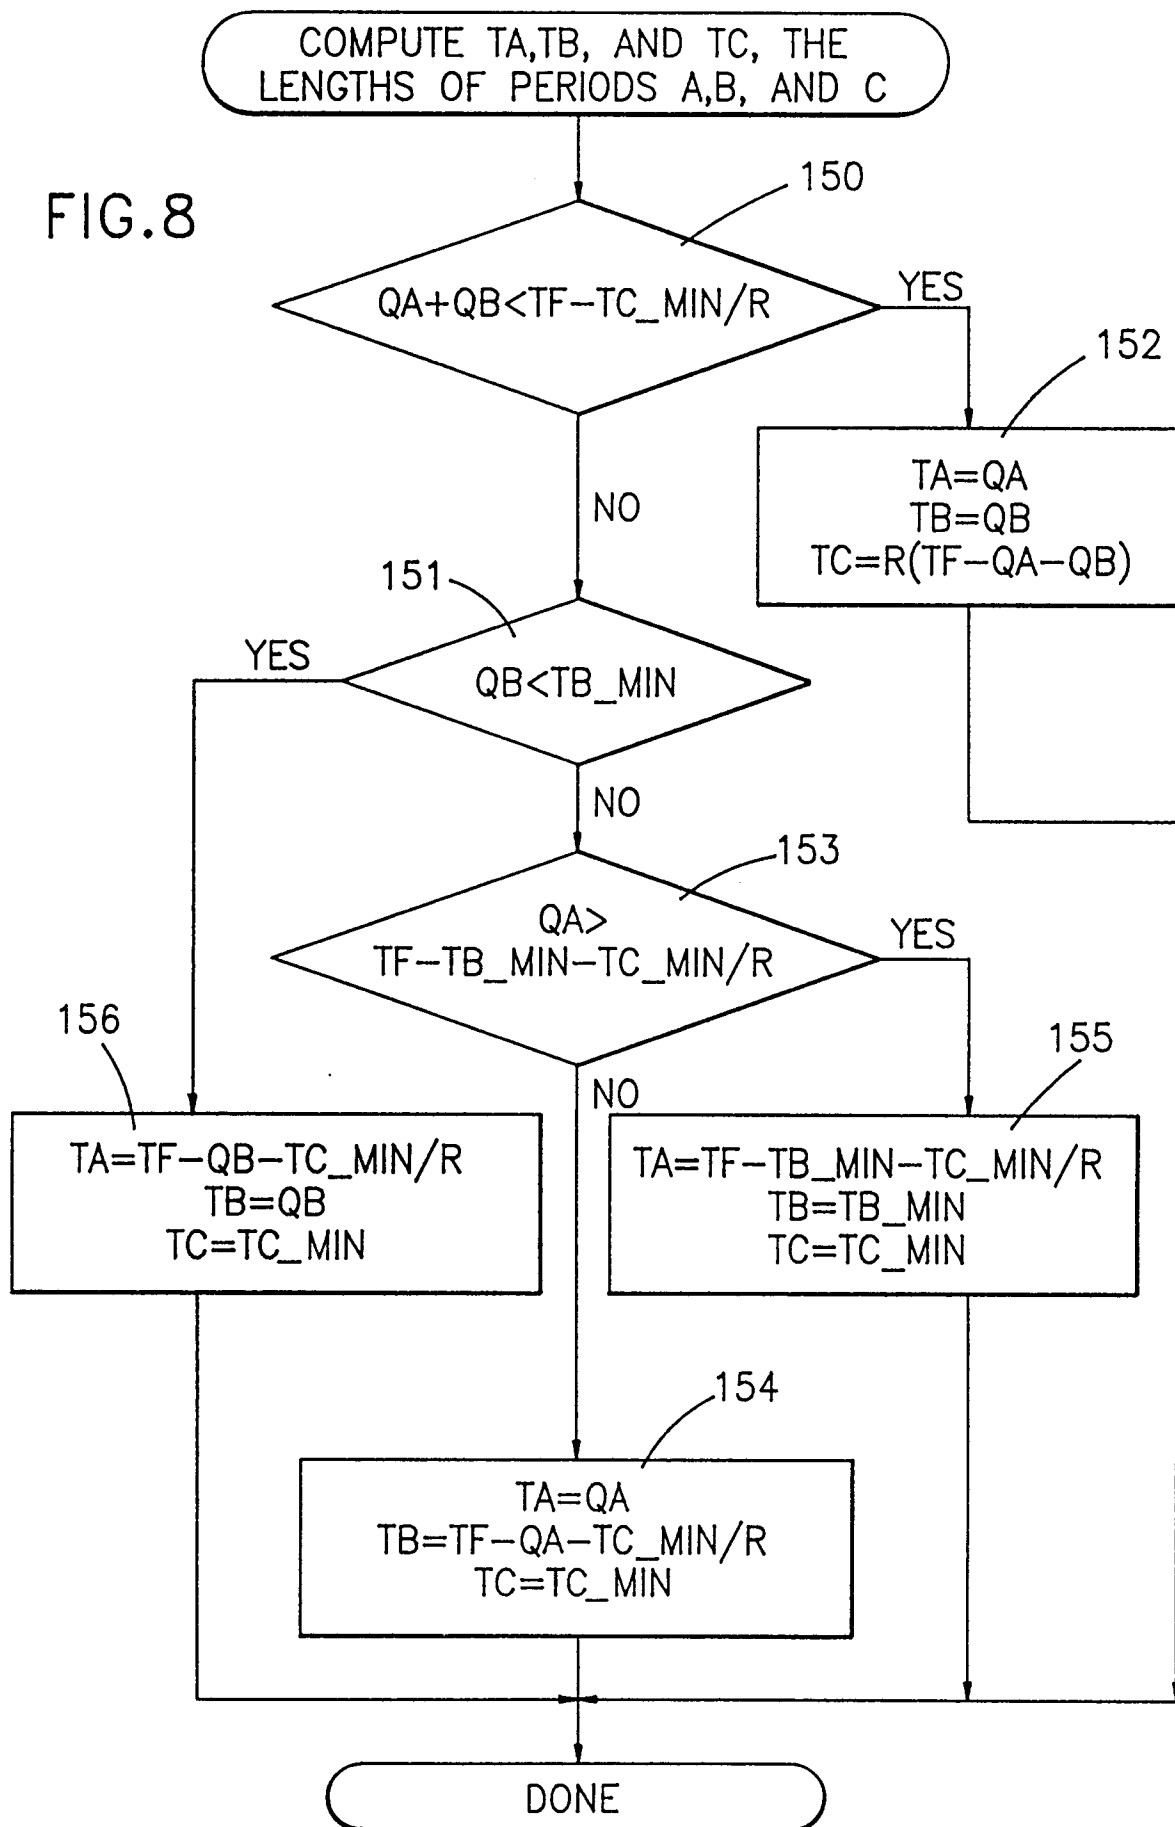 COMPUTE TA,TB, AND TC, THE
LENGTHS OF PERIODS A,B, AND C
FIG.8
150
QA+QB<TF-TC_MIN/R
YES
152
TA=QA
TB=QB
TC=R(TF-QA-QB)
NO
151
YES
QB<TB_MIN
NO
153
QA>
TF-TB_MIN-TC_MIN/R
YES
156
155
NO
TA=TF-QB-TC_MIN/R
TB=QB
TC=TC_MIN
TA=TF-TB_MIN-TC_MIN/R
TB=TB_MIN
TC=TC_MIN
154
TA=QA
TB=TF-QA-TC_MIN/R
TC=TC_MIN
DONE